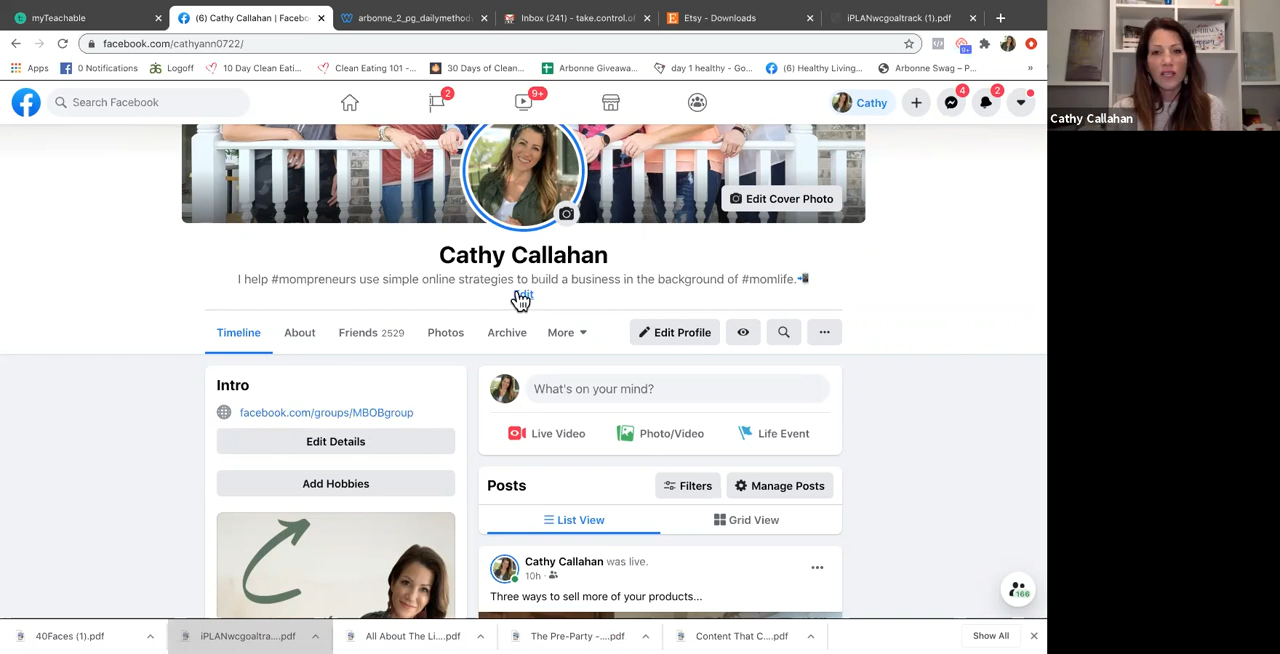 myTeachable
(6) Cathy Callahan | Facebo
arbonne_2_pg_dailymethod
Inbox (241) - take.control.of
Etsy - Downloads
iPLANwcgoaltrack (1).pdf
facebook.com/cathyann0722/
9+
Apps
0 Notifications
Logoff
10 Day Clean Eati...
Clean Eating 101 -...
30 Days of Clean...
Arbonne Giveawa...
day 1 healthy - Go...
(6) Healthy Living...
Arbonne Swag – P...
»
Search Facebook
2
9+
Cathy
4
2
Cathy Callahan
Edit Cover Photo
Cathy Callahan
I help #mompreneurs use simple online strategies to build a business in the background of #momlife.
Edit
Timeline
About
Friends 2529
Photos
Archive
More
Edit Profile
Intro
facebook.com/groups/MBOBgroup
Edit Details
Add Hobbies
What's on your mind?
Live Video
Photo/Video
Life Event
Posts
Filters
Manage Posts
List View
Grid View
Cathy Callahan was live.
10h
Three ways to sell more of your products...
166
40Faces (1).pdf
iPLANwcgoaltra....pdf
All About The Li....pdf
The Pre-Party -....pdf
Content That C....pdf
Show All